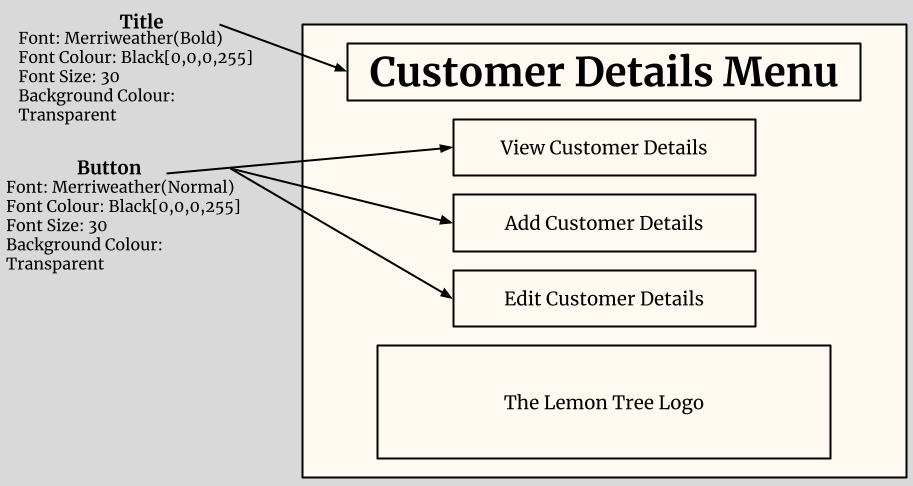 Title
Font: Merriweather(Bold)
Font Colour: Black[0,0,0,255]
Font Size: 30
Background Colour:
Transparent
Button
Font: Merriweather(Normal)
Font Colour: Black[0,0,0,255]
Font Size: 30
Background Colour:
Transparent
Customer Details Menu
View Customer Details
Add Customer Details
Edit Customer Details
The Lemon Tree Logo